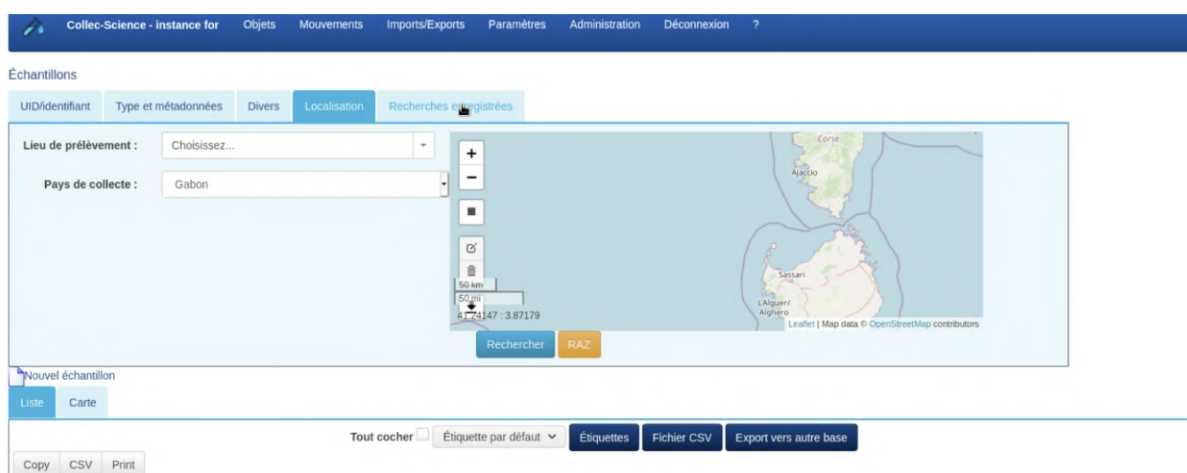 Collec-Science - instance for Objets Mouvements Imports/Exports Paramètres Administration Déconnexion ?
Échantillons
UID/identifiant Type et métadonnées Divers Localisation Recherches enregistrées
Lieu de prélèvement : Choisissez...
Pays de collecte : Gabon
+
−
Corse
Ajaccio
Sassari
L'Alguer/
Alghero
50 km
50 mi
41.24147 : 3.87179
Leaflet | Map data © OpenStreetMap contributors
Rechercher RAZ
Nouvel échantillon
Liste Carte
Tout cocher Étiquette par défaut Étiquettes Fichier CSV Export vers autre base
Copy CSV Print